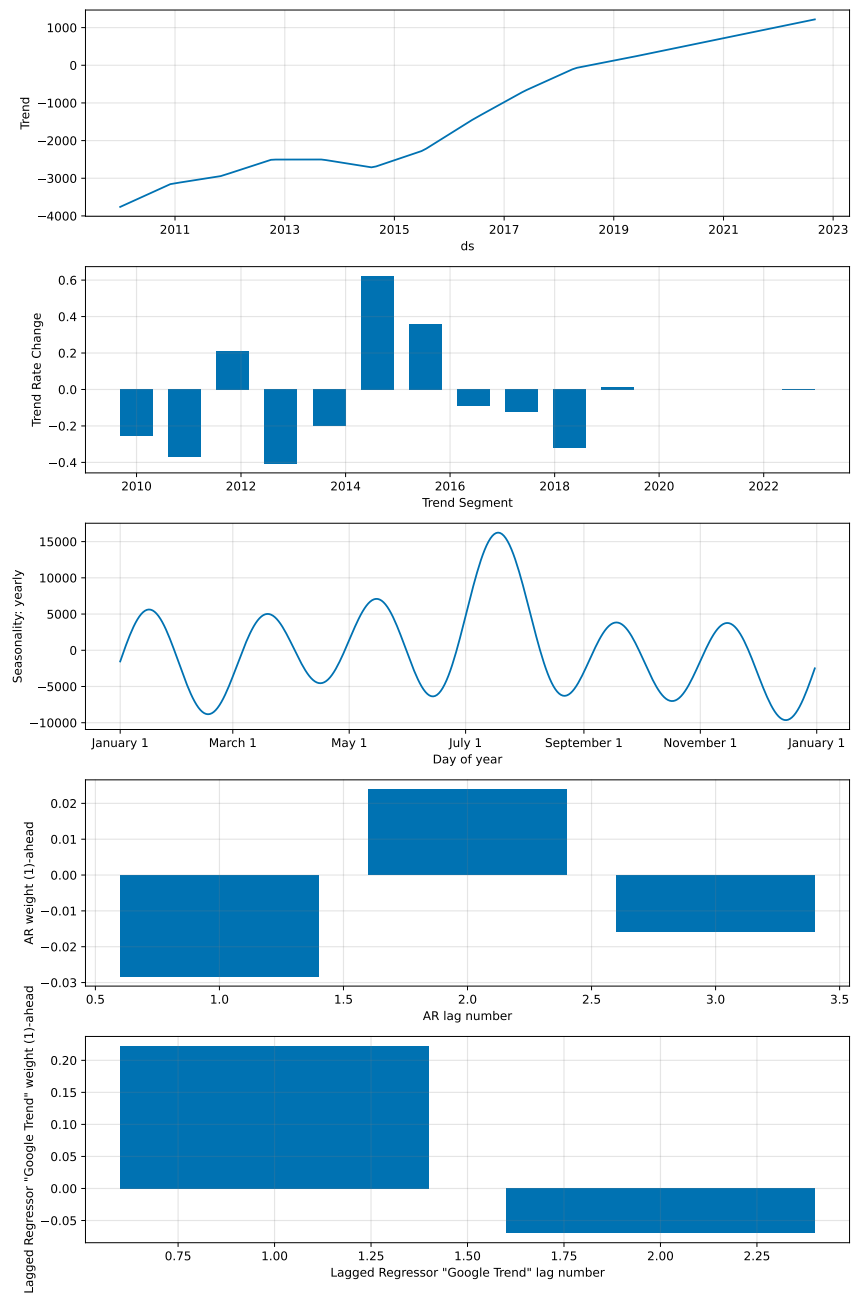 1000
0
−1000
−2000
−3000
−4000
Trend
2011 2013 2015 2017 2019 2021 2023
ds
0.6
0.4
0.2
0.0
−0.2
−0.4
Trend Rate Change
2010 2012 2014 2016 2018 2020 2022
Trend Segment
15000
10000
5000
0
−5000
−10000
Seasonality: yearly
January 1 March 1 May 1 July 1 September 1 November 1 January 1
Day of year
0.02
0.01
0.00
−0.01
−0.02
−0.03
AR weight (1)-ahead
0.5 1.0 1.5 2.0 2.5 3.0 3.5
AR lag number
0.20
0.15
0.10
0.05
0.00
−0.05
Lagged Regressor "Google Trend" weight (1)-ahead
0.75 1.00 1.25 1.50 1.75 2.00 2.25
Lagged Regressor "Google Trend" lag number